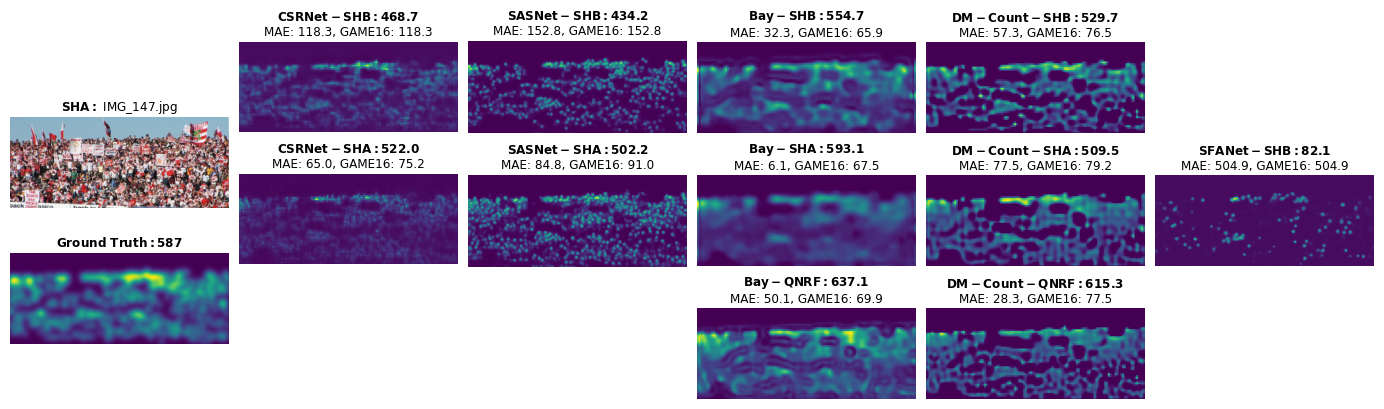 CSRNet−SHB:468.7
MAE: 118.3, GAME16: 118.3
SASNet−SHB:434.2
MAE: 152.8, GAME16: 152.8
Bay−SHB:554.7
MAE: 32.3, GAME16: 65.9
DM−Count−SHB:529.7
MAE: 57.3, GAME16: 76.5
SHA: IMG_147.jpg
CSRNet−SHA:522.0
MAE: 65.0, GAME16: 75.2
SASNet−SHA:502.2
MAE: 84.8, GAME16: 91.0
Bay−SHA:593.1
MAE: 6.1, GAME16: 67.5
DM−Count−SHA:509.5
MAE: 77.5, GAME16: 79.2
SFANet−SHB:82.1
MAE: 504.9, GAME16: 504.9
Ground Truth:587
Bay−QNRF:637.1
MAE: 50.1, GAME16: 69.9
DM−Count−QNRF:615.3
MAE: 28.3, GAME16: 77.5